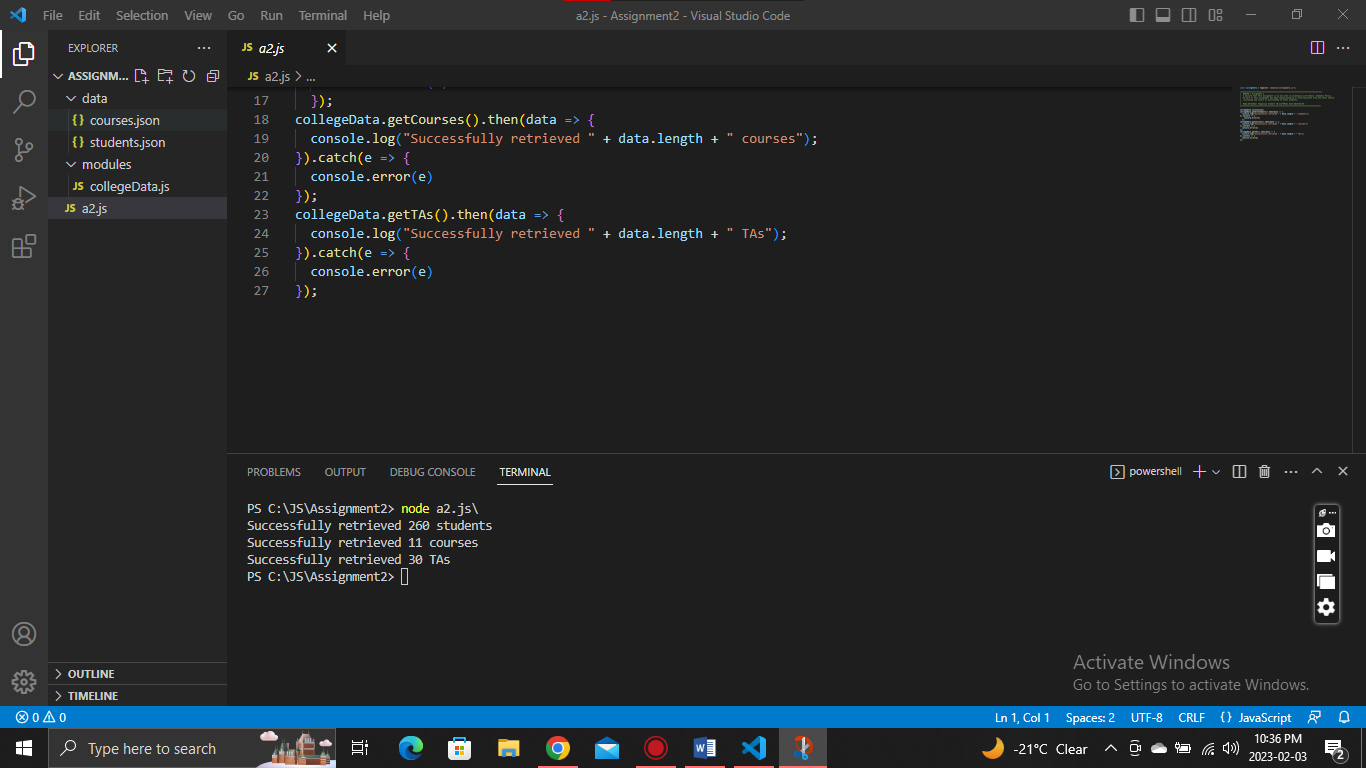 File Edit Selection View Go Run Terminal Help
a2.js - Assignment2 - Visual Studio Code
EXPLORER
ASSIGNM...
data
{} courses.json
{} students.json
modules
JS collegeData.js
JS a2.js
OUTLINE
TIMELINE
JS a2.js
JS a2.js > ...
17 });
18 collegeData.getCourses().then(data => {
19 console.log("Successfully retrieved " + data.length + " courses");
20 }).catch(e => {
21 console.error(e)
22 });
23 collegeData.getTAs().then(data => {
24 console.log("Successfully retrieved " + data.length + " TAs");
25 }).catch(e => {
26 console.error(e)
27 });
PROBLEMS OUTPUT DEBUG CONSOLE TERMINAL
powershell
PS C:\JS\Assignment2> node a2.js\
Successfully retrieved 260 students
Successfully retrieved 11 courses
Successfully retrieved 30 TAs
PS C:\JS\Assignment2>
Activate Windows
Go to Settings to activate Windows.
0 0
Ln 1, Col 1 Spaces: 2 UTF-8 CRLF {} JavaScript
Type here to search
-21°C Clear
10:36 PM
2023-02-03
2